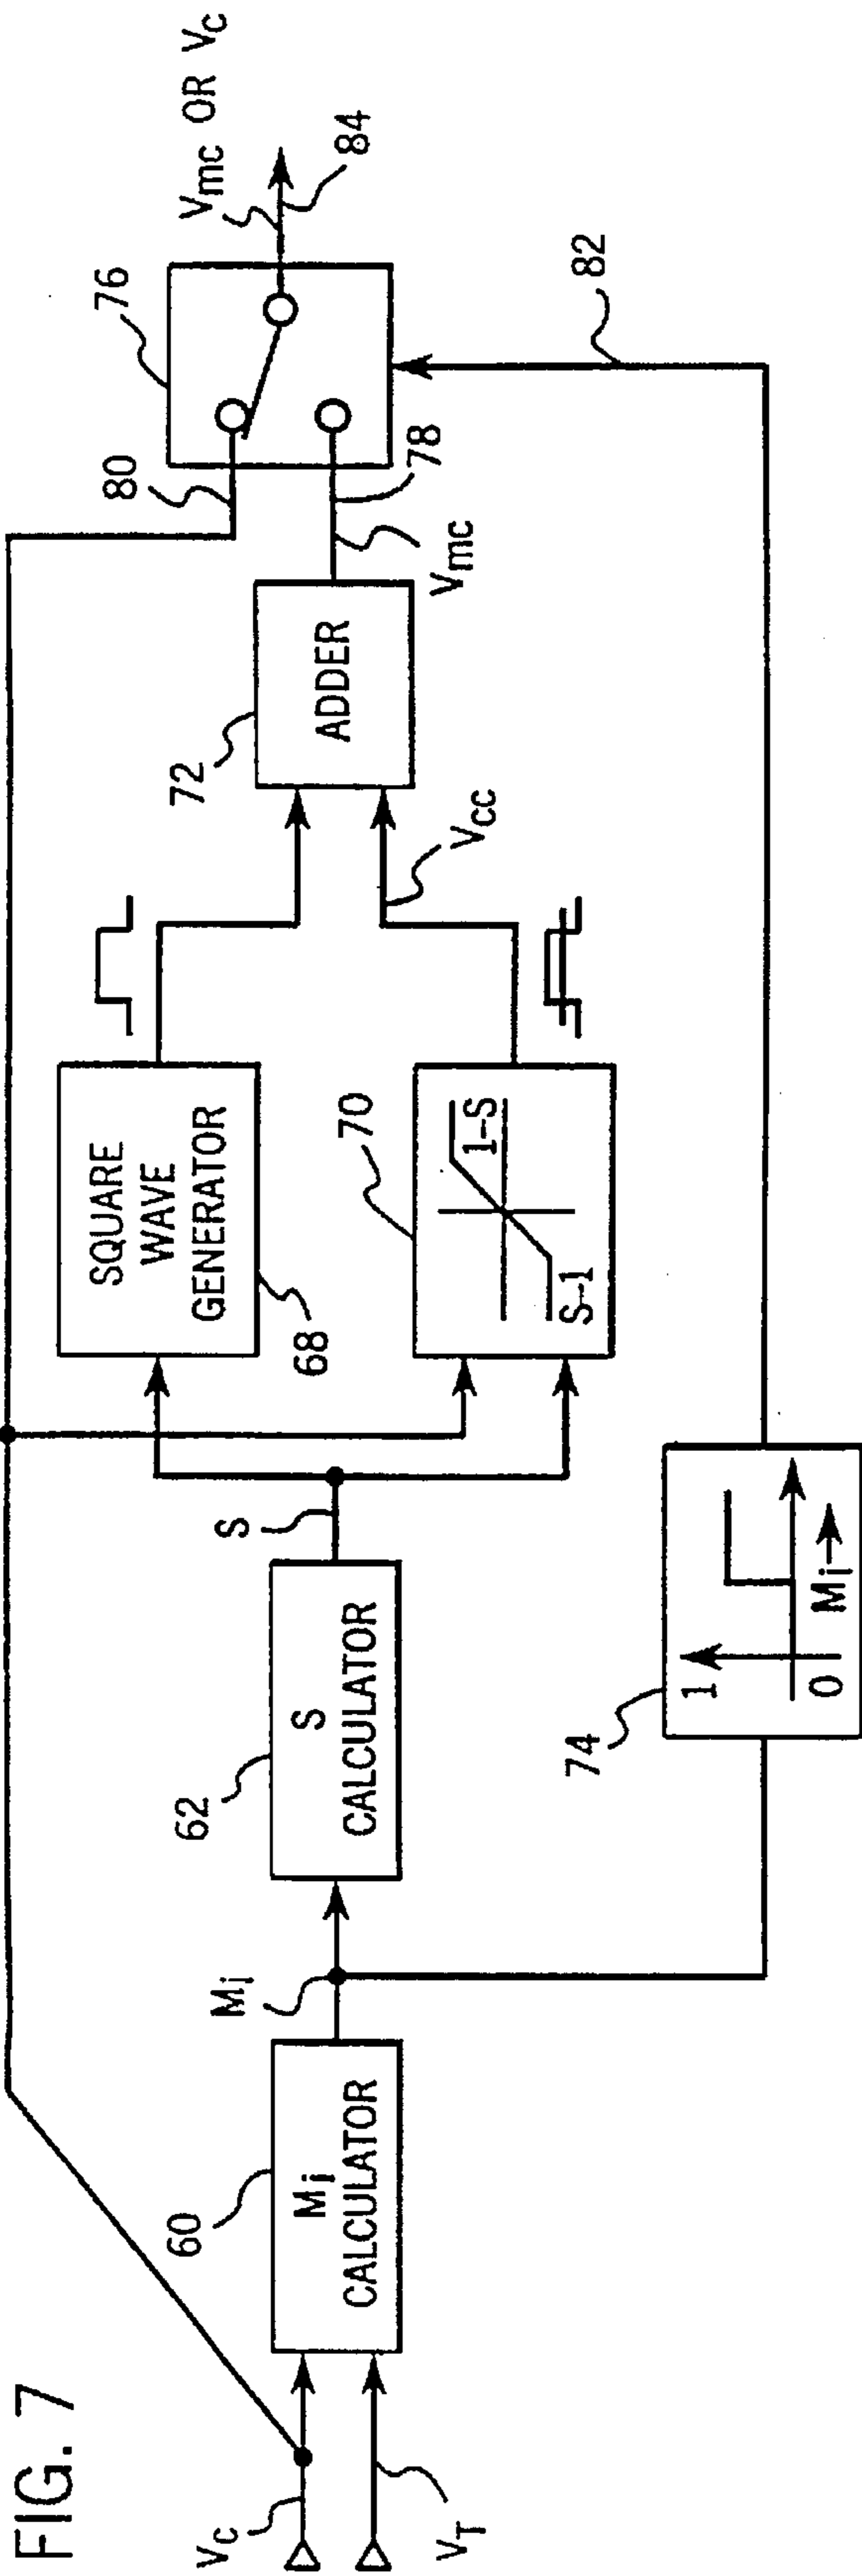 FIG. 7
Vc
VT
60
Mi
CALCULATOR
Mi
62
S
CALCULATOR
S
68
SQUARE
WAVE
GENERATOR
70
1-S
S-1
72
ADDER
Vcc
Vmc
74
1
0
Mi
76
80
78
82
Vmc OR Vc
84